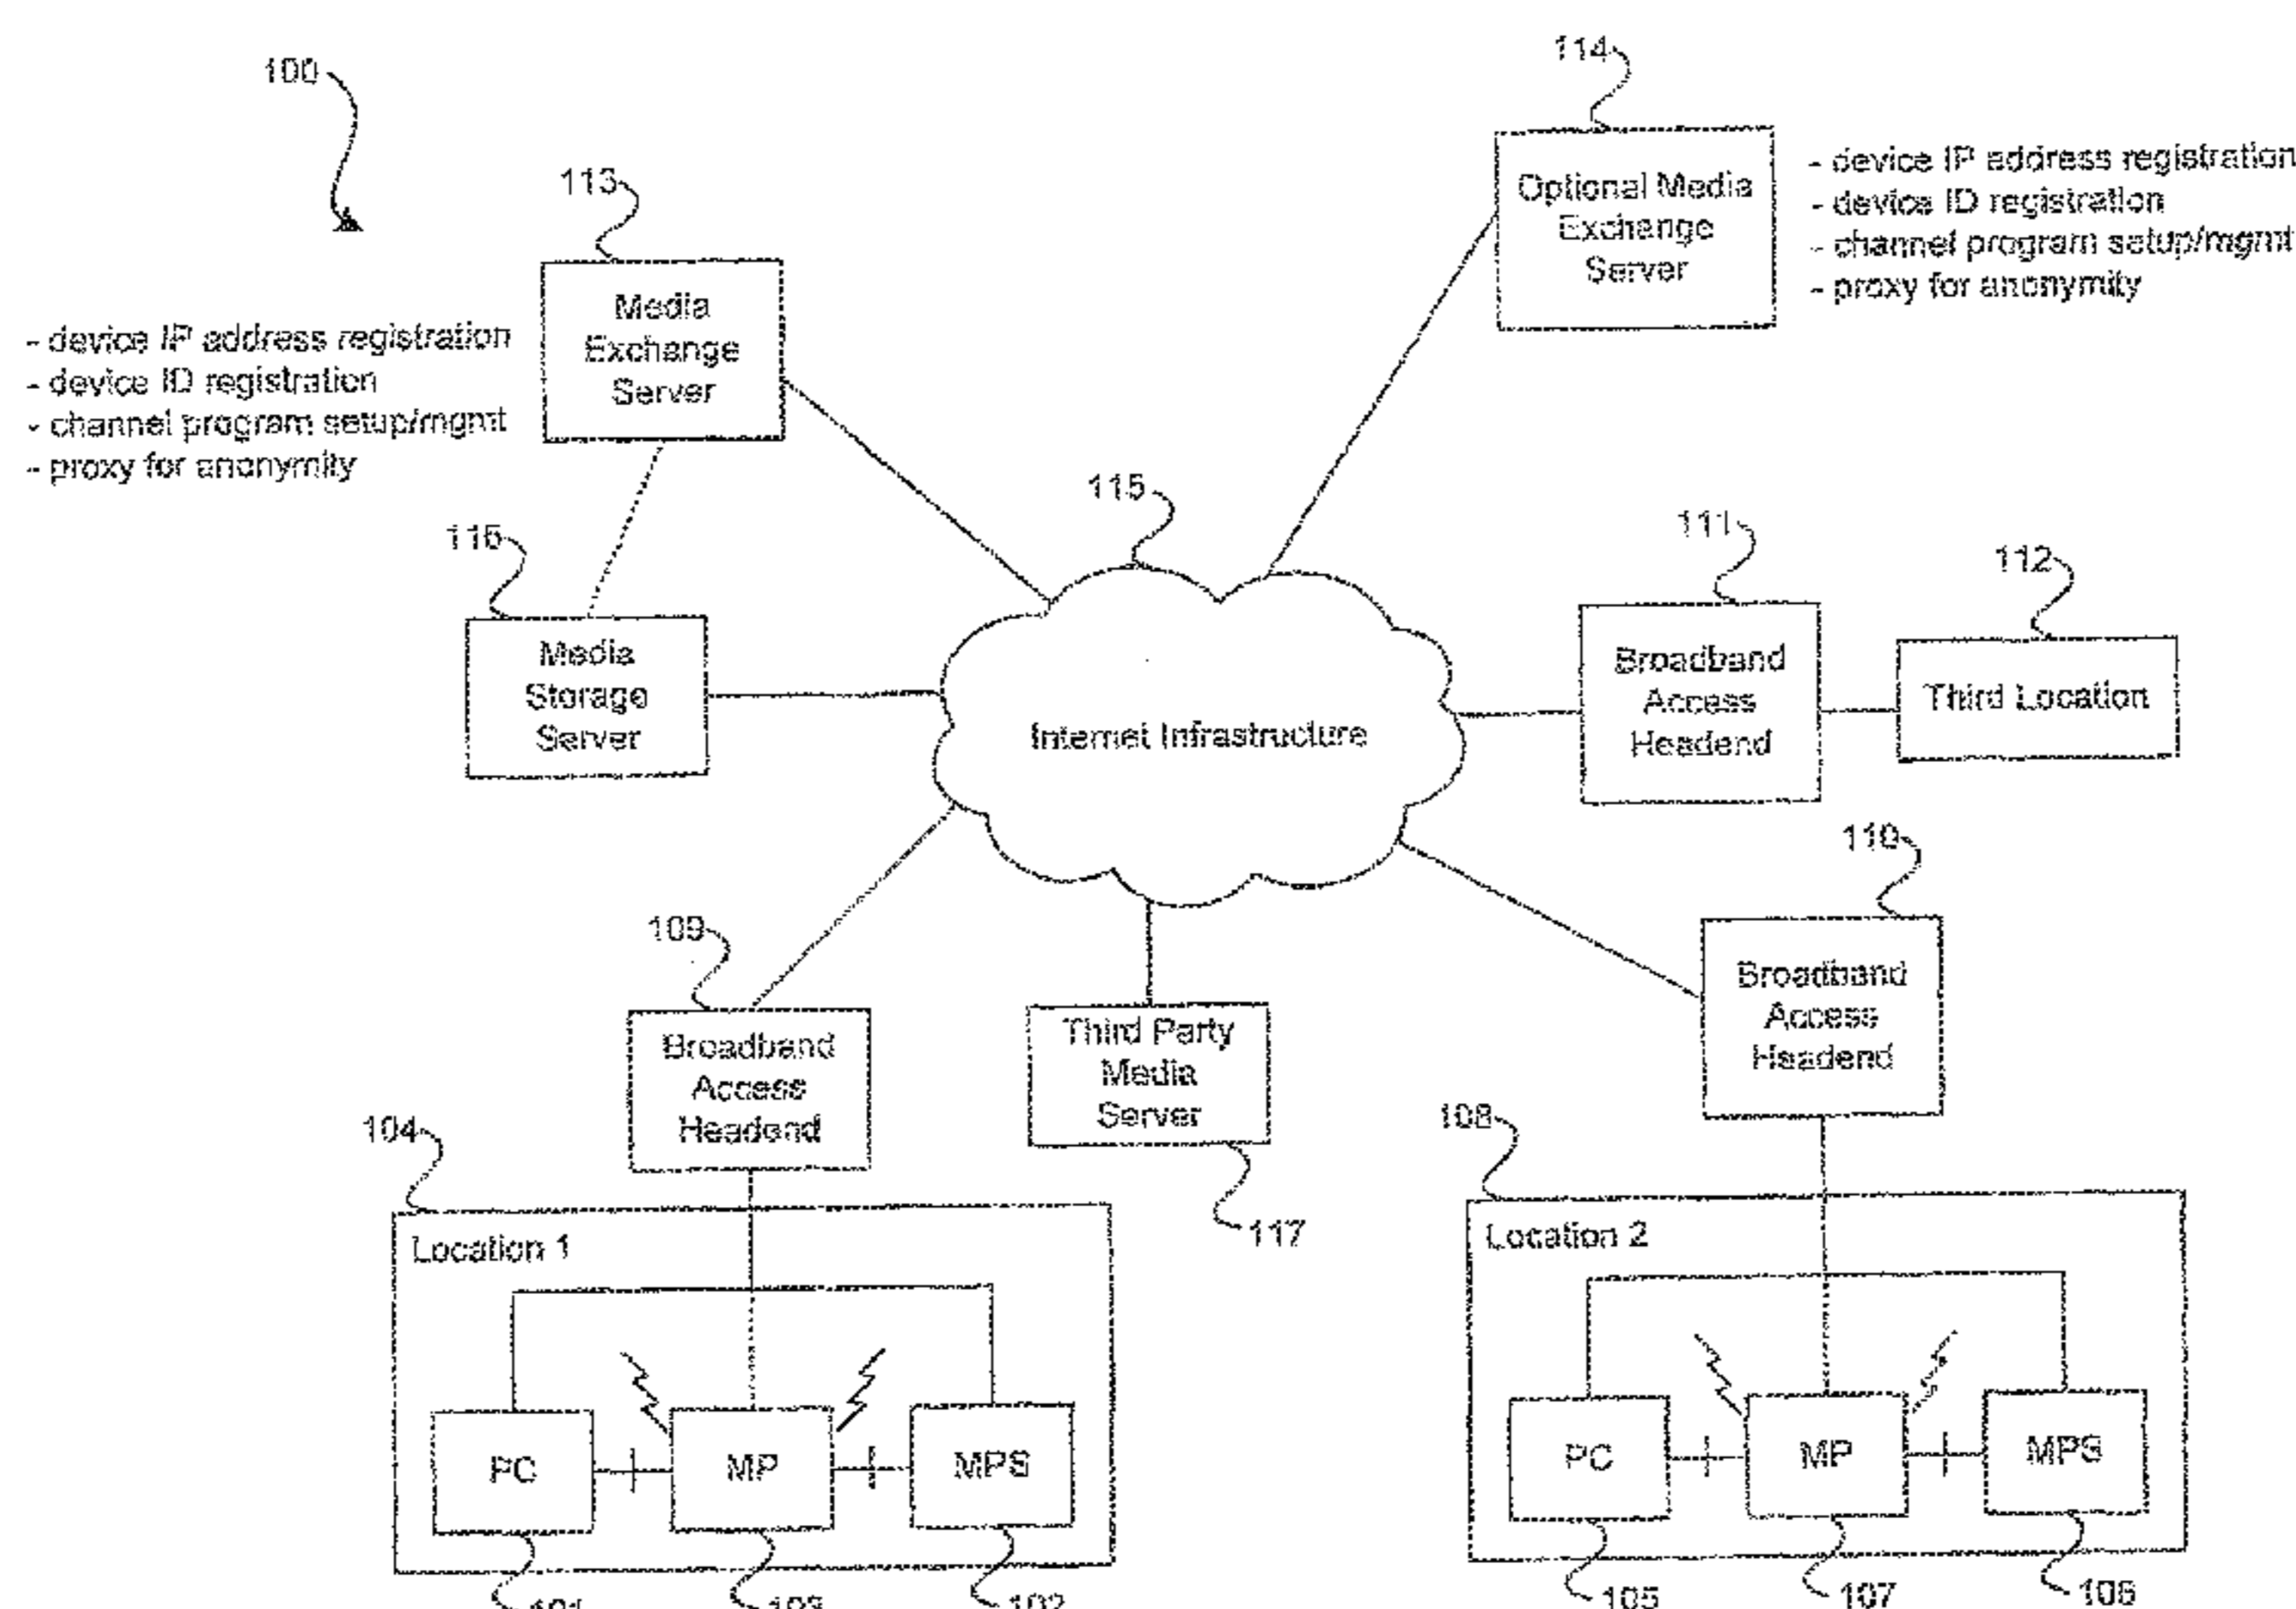 100
114
113
Optional Media
Exchange
Server
- device IP address registration
- device ID registration
- channel program setup/mgmt
- proxy for anonymity
Media
Exchange
Server
- device IP address registration
- device ID registration
- channel program setup/mgmt
- proxy for anonymity
115
111
112
116
Media
Storage
Server
Internet Infrastructure
Broadband
Access
Headend
Third Location
110
109
Broadband
Access
Headend
Third Party
Media
Server
Broadband
Access
Headend
104
108
117
Location 1
Location 2
PC
MP
MPS
PC
MP
MPS
101
103
102
105
107
106